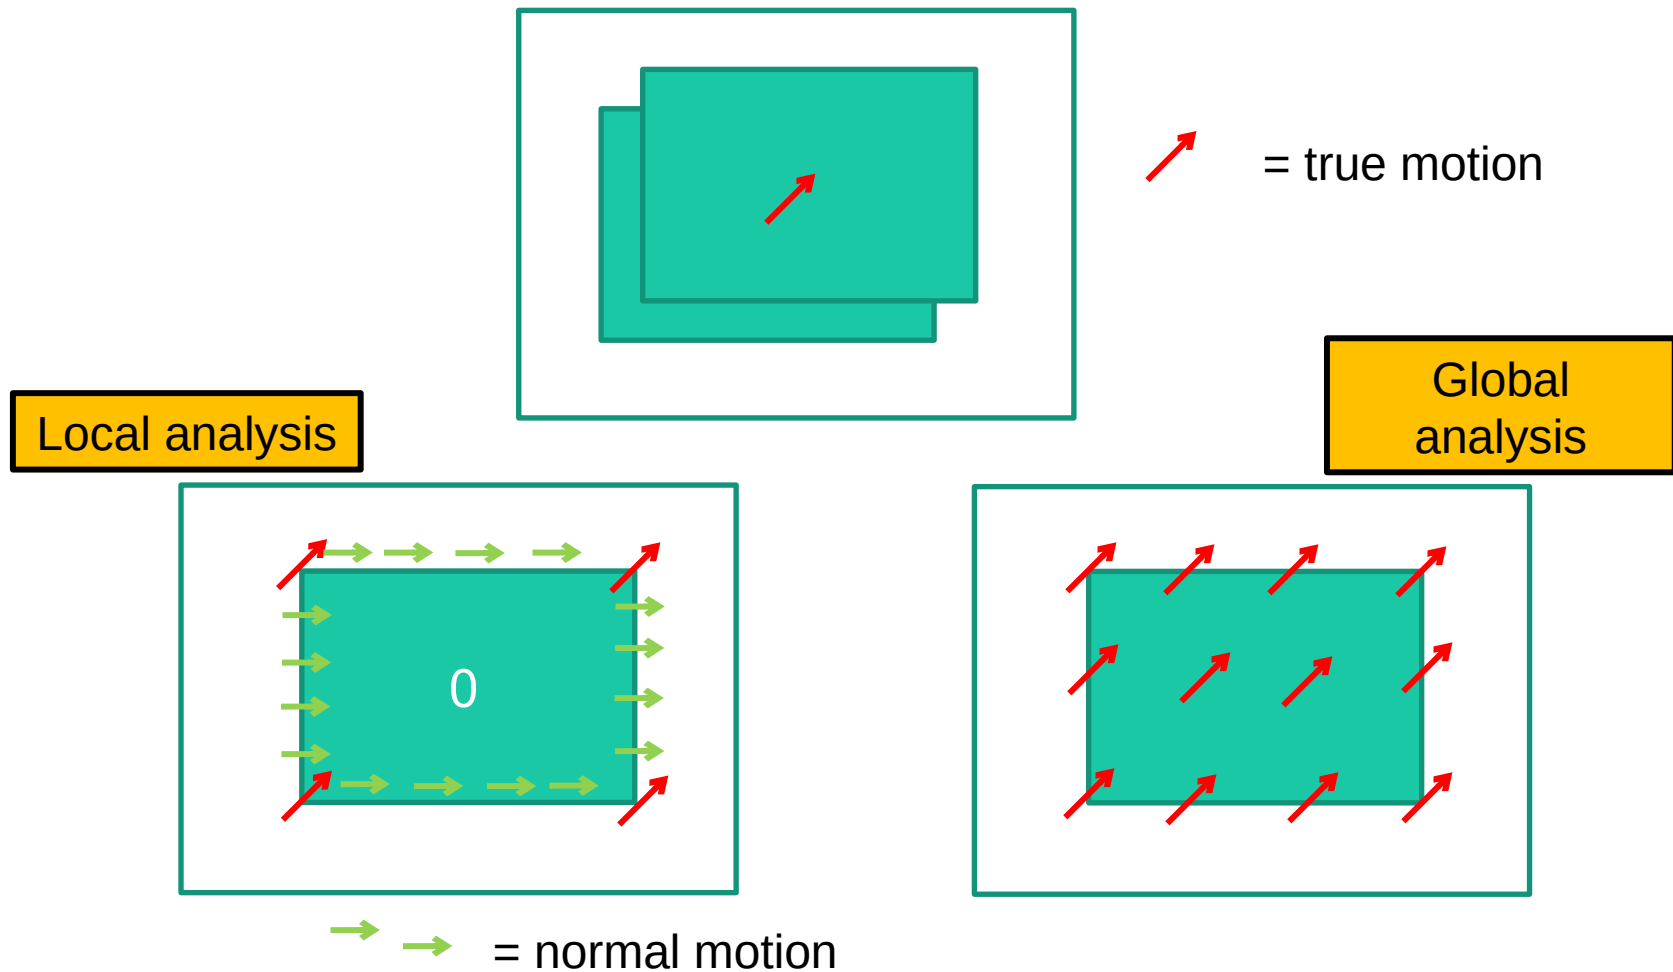 = true motion
Global
analysis
Local analysis
0
= normal motion